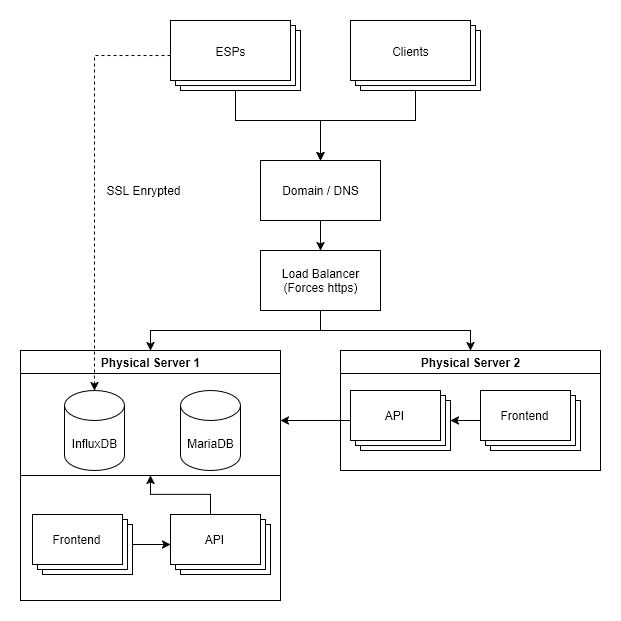 ESPs
Clients
SSL Enrypted
Domain / DNS
Load Balancer
(Forces https)
Physical Server 1
Physical Server 2
InfluxDB
MariaDB
API
Frontend
Frontend
API